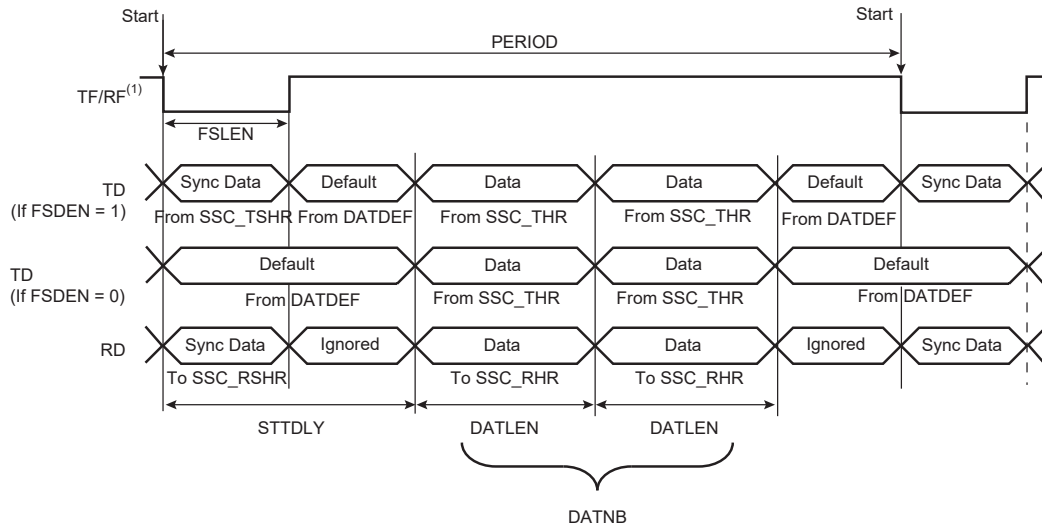 Start
Start
PERIOD
TF/RF(1)
FSLEN
TD
(If FSDEN = 1)
Sync Data
Default
Data
Data
Default
Sync Data
From SSC_TSHR
From DATDEF
From SSC_THR
From SSC_THR
From DATDEF
TD
(If FSDEN = 0)
Default
Data
Data
Default
From DATDEF
From SSC_THR
From SSC_THR
From DATDEF
RD
Sync Data
Ignored
Data
Data
Ignored
Sync Data
To SSC_RSHR
To SSC_RHR
To SSC_RHR
STTDLY
DATLEN
DATLEN
DATNB